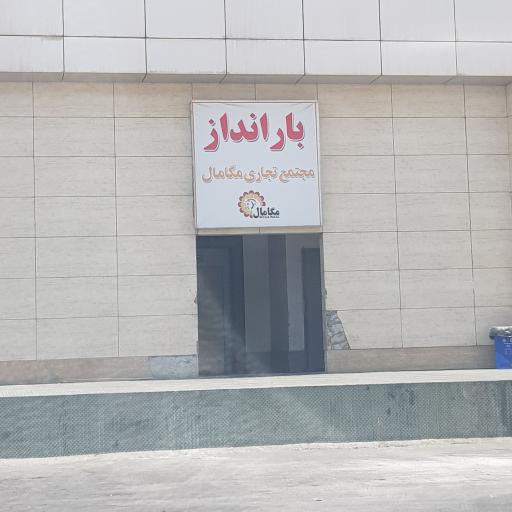 بارانداز
مجتمع تجاری مگامال
مگامال